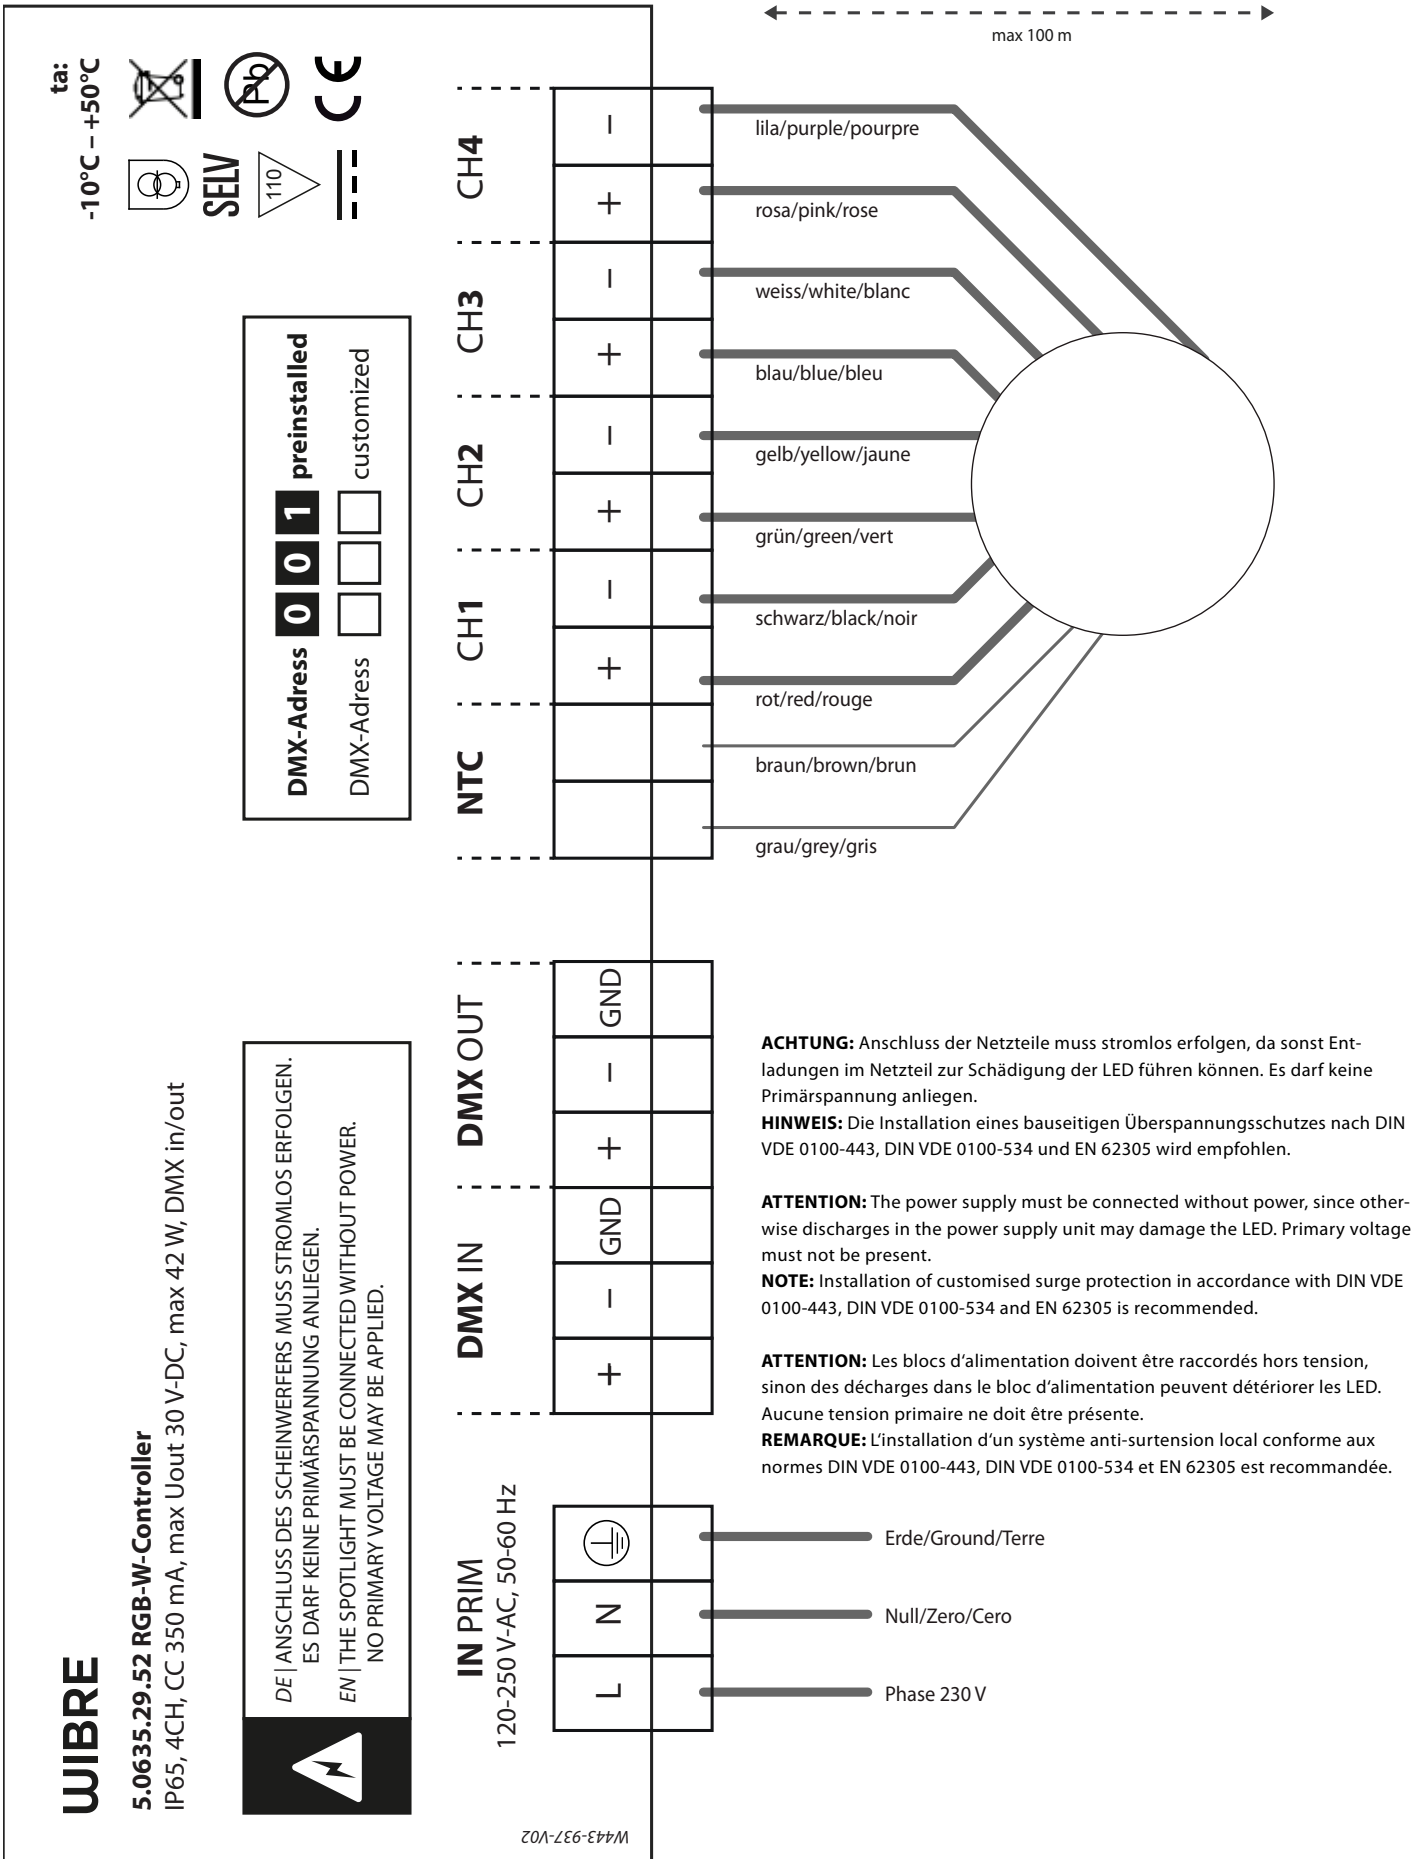 WIBRE
5.0635.29.52 RGB-W-Controller
IP65, 4CH, CC 350 mA, max Uout 30 V-DC, max 42 W, DMX in/out
ta:
-10°C – +50°C
SELV
110
Pb
CE
DE | ANSCHLUSS DES SCHEINWERFERS MUSS STROMLOS ERFOLGEN.
ES DARF KEINE PRIMÄRSPANNUNG ANLIEGEN.
EN | THE SPOTLIGHT MUST BE CONNECTED WITHOUT POWER.
NO PRIMARY VOLTAGE MAY BE APPLIED.
DMX-Adress 0 0 1 preinstalled
DMX-Adress customized
IN PRIM
120-250 V-AC, 50-60 Hz
DMX IN
DMX OUT
NTC
CH1
CH2
CH3
CH4
L
N
+
–
GND
+
–
GND
+
–
+
–
+
–
+
–
W443-937-V02
max 100 m
lila/purple/pourpre
rosa/pink/rose
weiss/white/blanc
blau/blue/bleu
gelb/yellow/jaune
grün/green/vert
schwarz/black/noir
rot/red/rouge
braun/brown/brun
grau/grey/gris
ACHTUNG: Anschluss der Netzteile muss stromlos erfolgen, da sonst Ent-
ladungen im Netzteil zur Schädigung der LED führen können. Es darf keine
Primärspannung anliegen.
HINWEIS: Die Installation eines bauseitigen Überspannungsschutzes nach DIN
VDE 0100-443, DIN VDE 0100-534 und EN 62305 wird empfohlen.
ATTENTION: The power supply must be connected without power, since other-
wise discharges in the power supply unit may damage the LED. Primary voltage
must not be present.
NOTE: Installation of customised surge protection in accordance with DIN VDE
0100-443, DIN VDE 0100-534 and EN 62305 is recommended.
ATTENTION: Les blocs d‘alimentation doivent être raccordés hors tension,
sinon des décharges dans le bloc d‘alimentation peuvent détériorer les LED.
Aucune tension primaire ne doit être présente.
REMARQUE: L‘installation d‘un système anti-surtension local conforme aux
normes DIN VDE 0100-443, DIN VDE 0100-534 et EN 62305 est recommandée.
Erde/Ground/Terre
Null/Zero/Cero
Phase 230 V